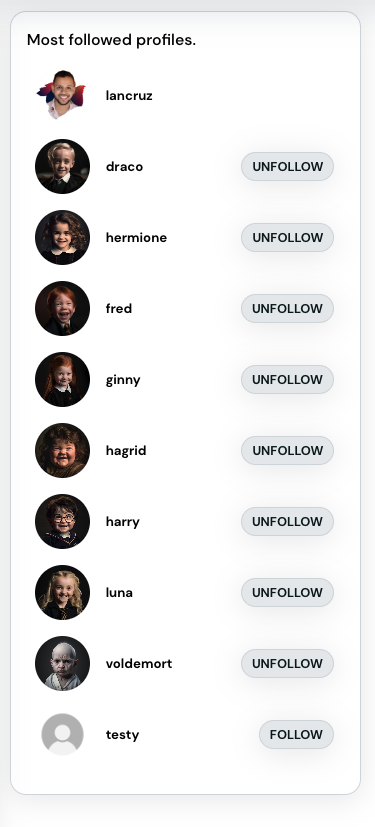 Most followed profiles.
lancruz
draco UNFOLLOW
hermione UNFOLLOW
fred UNFOLLOW
ginny UNFOLLOW
hagrid UNFOLLOW
harry UNFOLLOW
luna UNFOLLOW
voldemort UNFOLLOW
testy FOLLOW